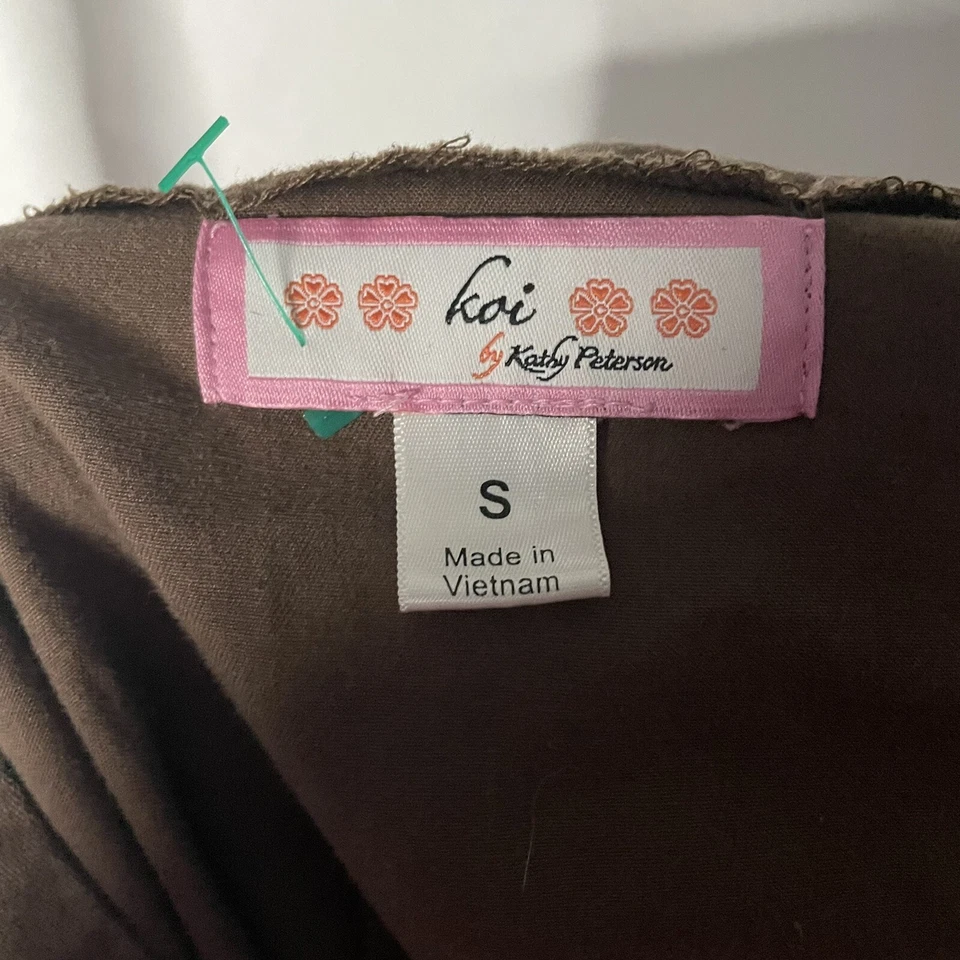 koi
by Kathy Peterson
S
Made in
Vietnam